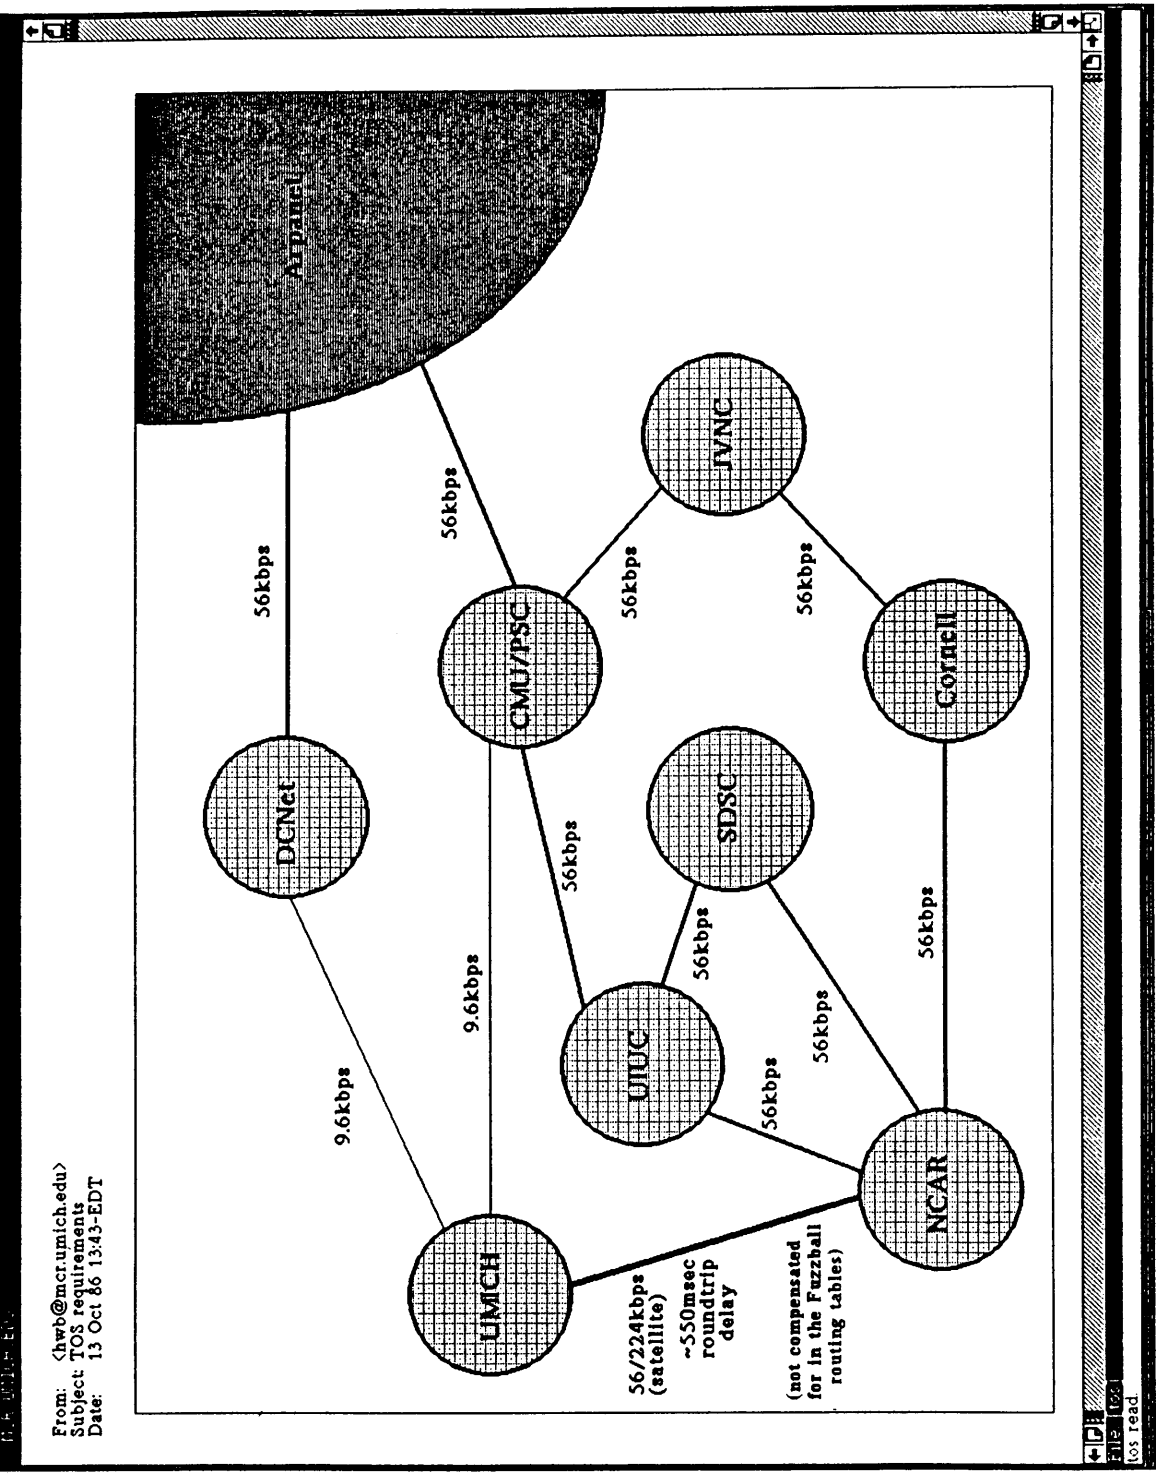 From: <hwb@mcr.umich.edu>
Subject: TOS requirements
Date: 13 Oct 86 13:43-EDT
Arpanet
56kbps
DCNet
9.6kbps
56kbps
CMU/PSC
9.6kbps
UMICH
56kbps
56kbps
JVNC
SDSC
UIUC
56kbps
56kbps
56kbps
56kbps
56/224kbps
(satellite)
~550msec
roundtrip
delay
(not compensated
for in the Fuzzball
routing tables)
Cornell
56kbps
NCAR
File: tos
tos read.